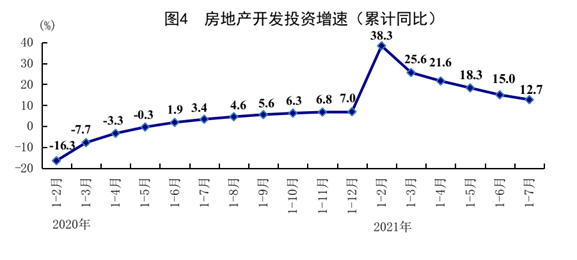 图4 房地产开发投资增速（累计同比）
(%)
40
30
20
10
0
-10
-20
-16.3
-7.7
-3.3
-0.3
1.9
3.4
4.6
5.6
6.3
6.8
7.0
38.3
25.6
21.6
18.3
15.0
12.7
1-2月
1-3月
1-4月
1-5月
1-6月
1-7月
1-8月
1-9月
1-10月
1-11月
1-12月
1-2月
1-3月
1-4月
1-5月
1-6月
1-7月
2020年
2021年